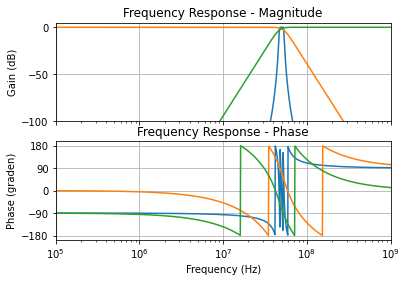 Frequency Response - Magnitude
0
−50
−100
Gain (dB)
Frequency Response - Phase
180
90
0
−90
−180
Phase (graden)
10^5 10^6 10^7 10^8 10^9
Frequency (Hz)